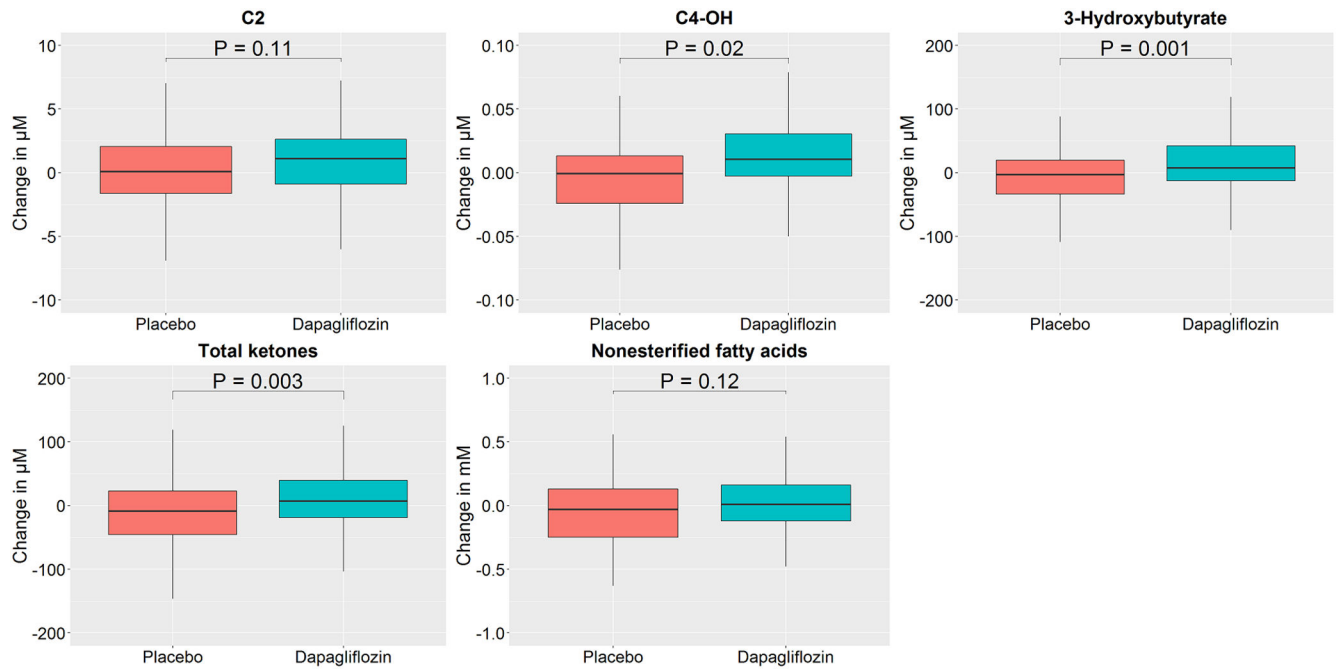 C2
P = 0.11
Change in µM
10
5
0
-5
-10
Placebo
Dapagliflozin
C4-OH
P = 0.02
Change in µM
0.10
0.05
0.00
-0.05
-0.10
Placebo
Dapagliflozin
3-Hydroxybutyrate
P = 0.001
Change in µM
200
100
0
-100
-200
Placebo
Dapagliflozin
Total ketones
P = 0.003
Change in µM
200
100
0
-100
-200
Placebo
Dapagliflozin
Nonesterified fatty acids
P = 0.12
Change in mM
1.0
0.5
0.0
-0.5
-1.0
Placebo
Dapagliflozin